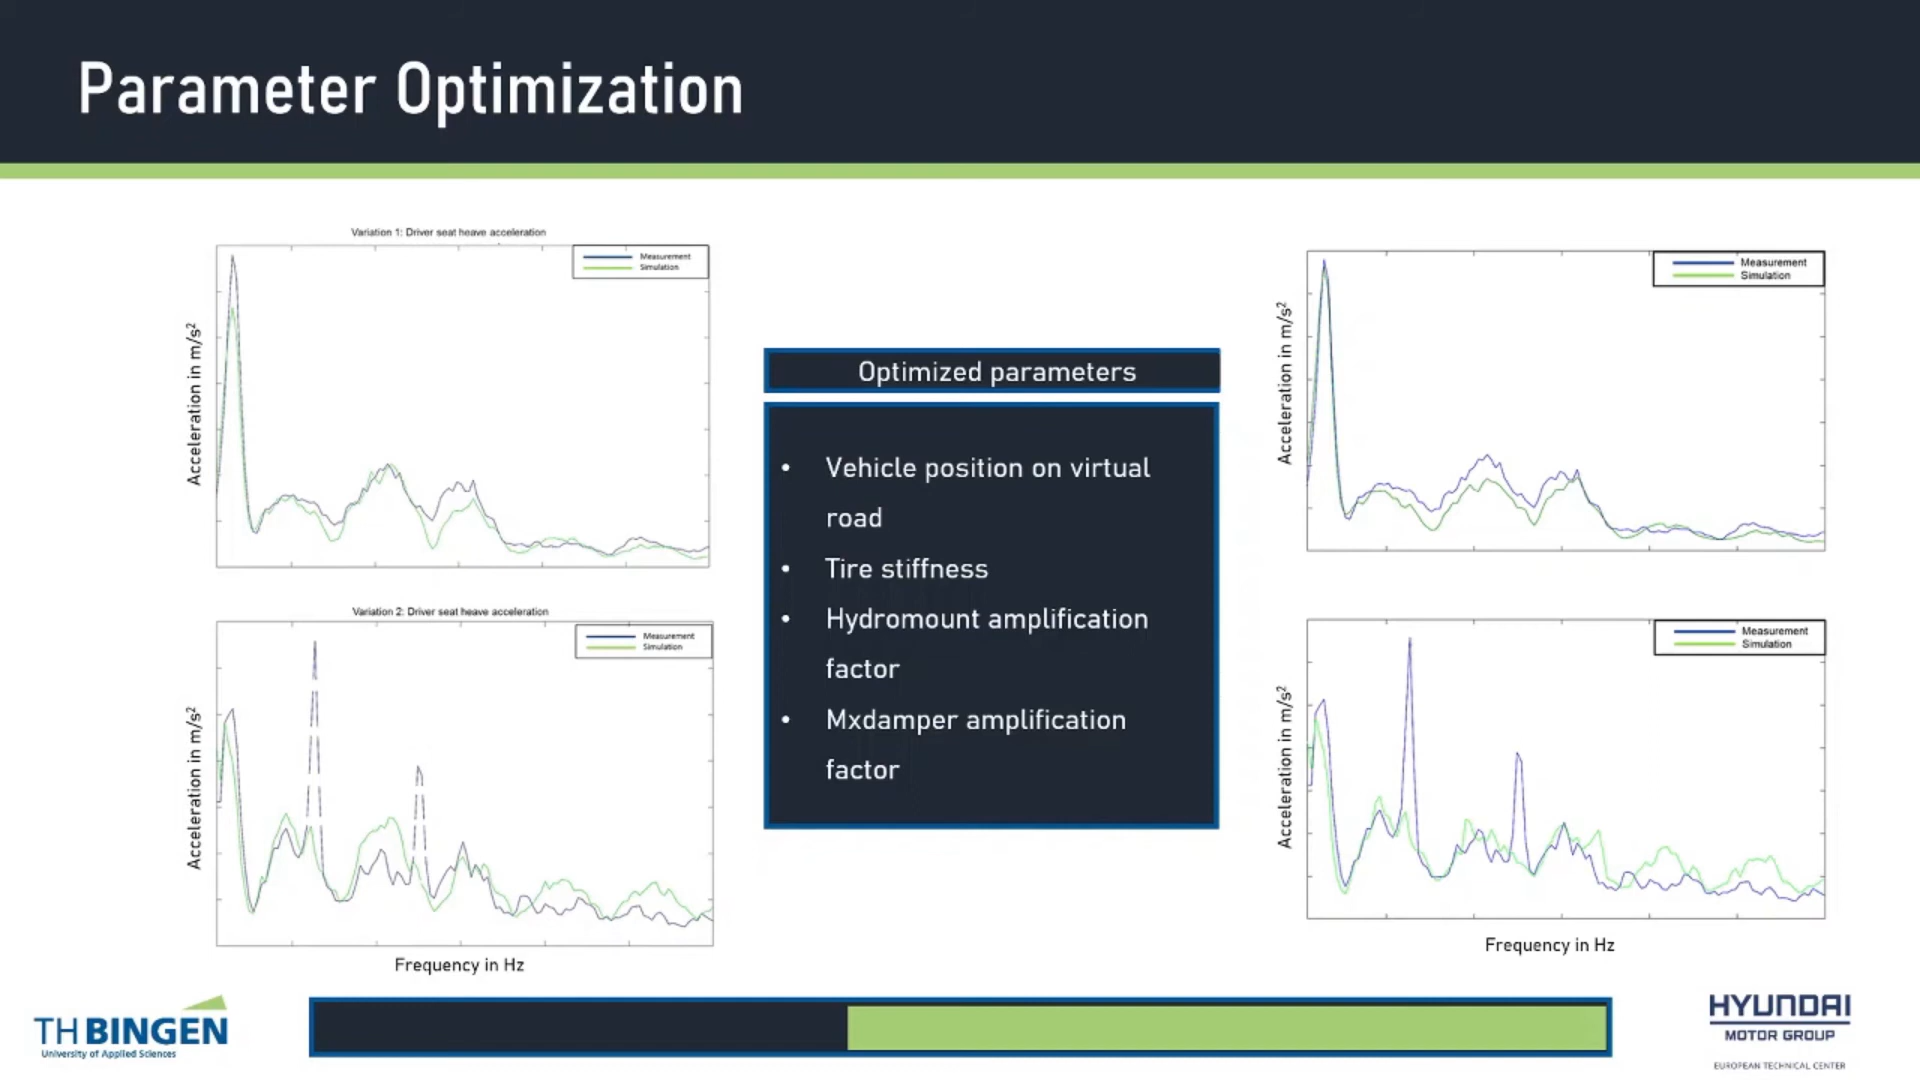 Parameter Optimization
Variation 1: Driver seat heave acceleration
Measurement
Simulation
Acceleration in m/s²
Variation 2: Driver seat heave acceleration
Measurement
Simulation
Acceleration in m/s²
Frequency in Hz
Optimized parameters
• Vehicle position on virtual
road
• Tire stiffness
• Hydromount amplification
factor
• Mxdamper amplification
factor
Measurement
Simulation
Acceleration in m/s²
Measurement
Simulation
Acceleration in m/s²
Frequency in Hz
TH BINGEN
University of Applied Sciences
HYUNDAI
MOTOR GROUP
EUROPEAN TECHNICAL CENTER